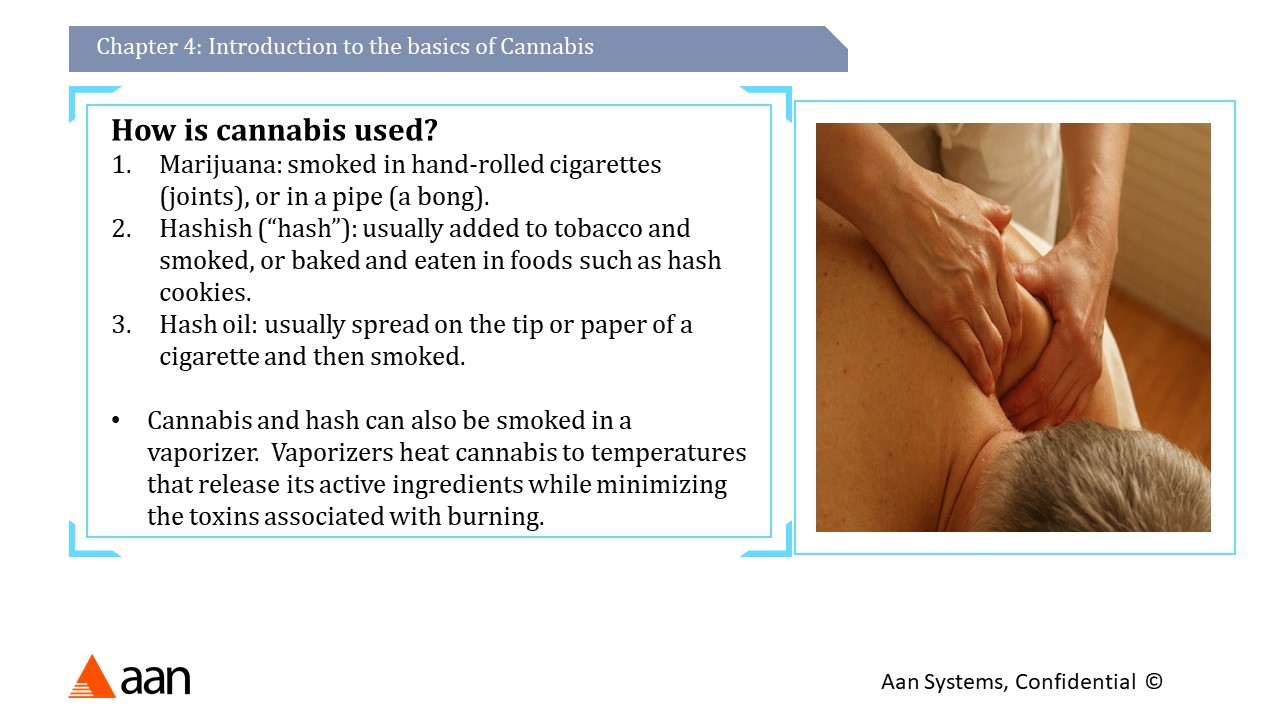 Chapter 4: Introduction to the basics of Cannabis
How is cannabis used?
1. Marijuana: smoked in hand-rolled cigarettes
(joints), or in a pipe (a bong).
2. Hashish (“hash”): usually added to tobacco and
smoked, or baked and eaten in foods such as hash
cookies.
3. Hash oil: usually spread on the tip or paper of a
cigarette and then smoked.
• Cannabis and hash can also be smoked in a
vaporizer.  Vaporizers heat cannabis to temperatures
that release its active ingredients while minimizing
the toxins associated with burning.
aan
Aan Systems, Confidential ©